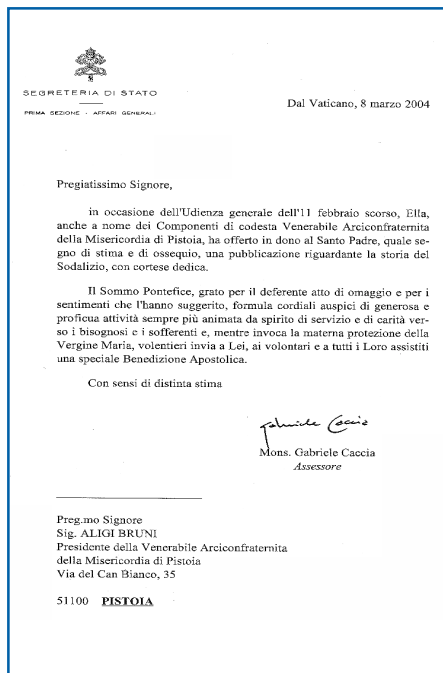 SEGRETERIA DI STATO
PRIMA SEZIONE - AFFARI GENERALI
Dal Vaticano, 8 marzo 2004
Pregiatissimo Signore,
in occasione dell'Udienza generale dell'11 febbraio scorso, Ella,
anche a nome dei Componenti di codesta Venerabile Arciconfraternita
della Misericordia di Pistoia, ha offerto in dono al Santo Padre, quale se-
gno di stima e di ossequio, una pubblicazione riguardante la storia del
Sodalizio, con cortese dedica.
Il Sommo Pontefice, grato per il deferente atto di omaggio e per i
sentimenti che l'hanno suggerito, formula cordiali auspici di generosa e
proficua attività sempre più animata da spirito di servizio e di carità ver-
so i bisognosi e i sofferenti e, mentre invoca la materna protezione della
Vergine Maria, volentieri invia a Lei, ai volontari e a tutti i Loro assistiti
una speciale Benedizione Apostolica.
Con sensi di distinta stima
Gabriele Caccia
Mons. Gabriele Caccia
Assessore
Preg.mo Signore
Sig. ALIGI BRUNI
Presidente della Venerabile Arciconfraternita
della Misericordia di Pistoia
Via del Can Bianco, 35
51100 PISTOIA